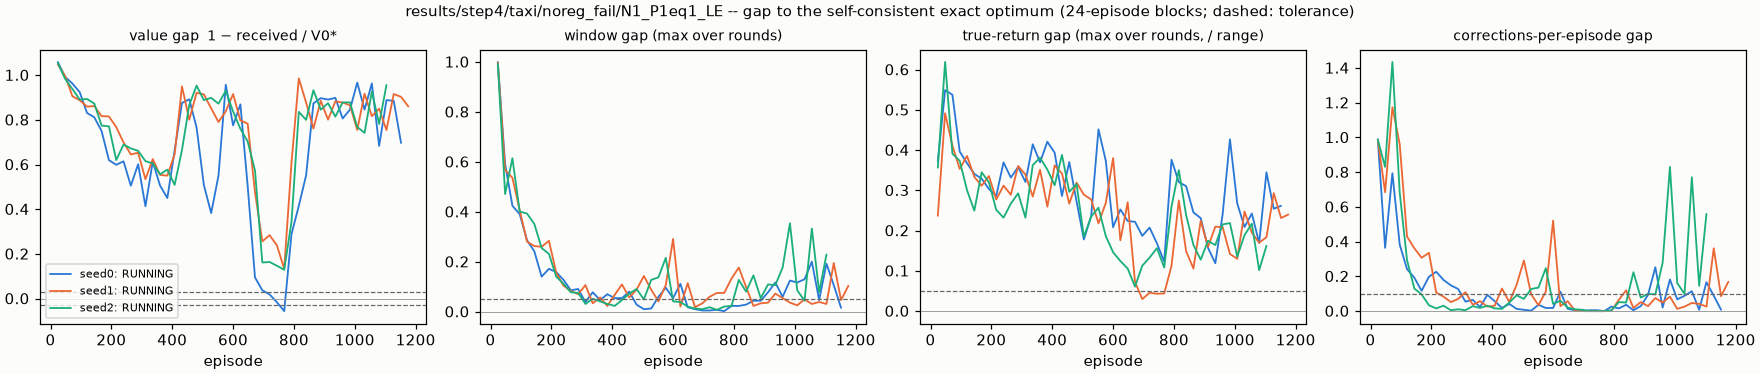 results/step4/taxi/noreg_fail/N1_P1eq1_LE -- gap to the self-consistent exact optimum (24-episode blocks; dashed: tolerance)
value gap  1 − received / V0*
1.0
0.8
0.6
0.4
0.2
0.0
seed0: RUNNING
seed1: RUNNING
seed2: RUNNING
0 200 400 600 800 1000 1200
episode
window gap (max over rounds)
1.0
0.8
0.6
0.4
0.2
0.0
0 200 400 600 800 1000 1200
episode
true-return gap (max over rounds, / range)
0.6
0.5
0.4
0.3
0.2
0.1
0.0
0 200 400 600 800 1000 1200
episode
corrections-per-episode gap
1.4
1.2
1.0
0.8
0.6
0.4
0.2
0.0
0 200 400 600 800 1000 1200
episode